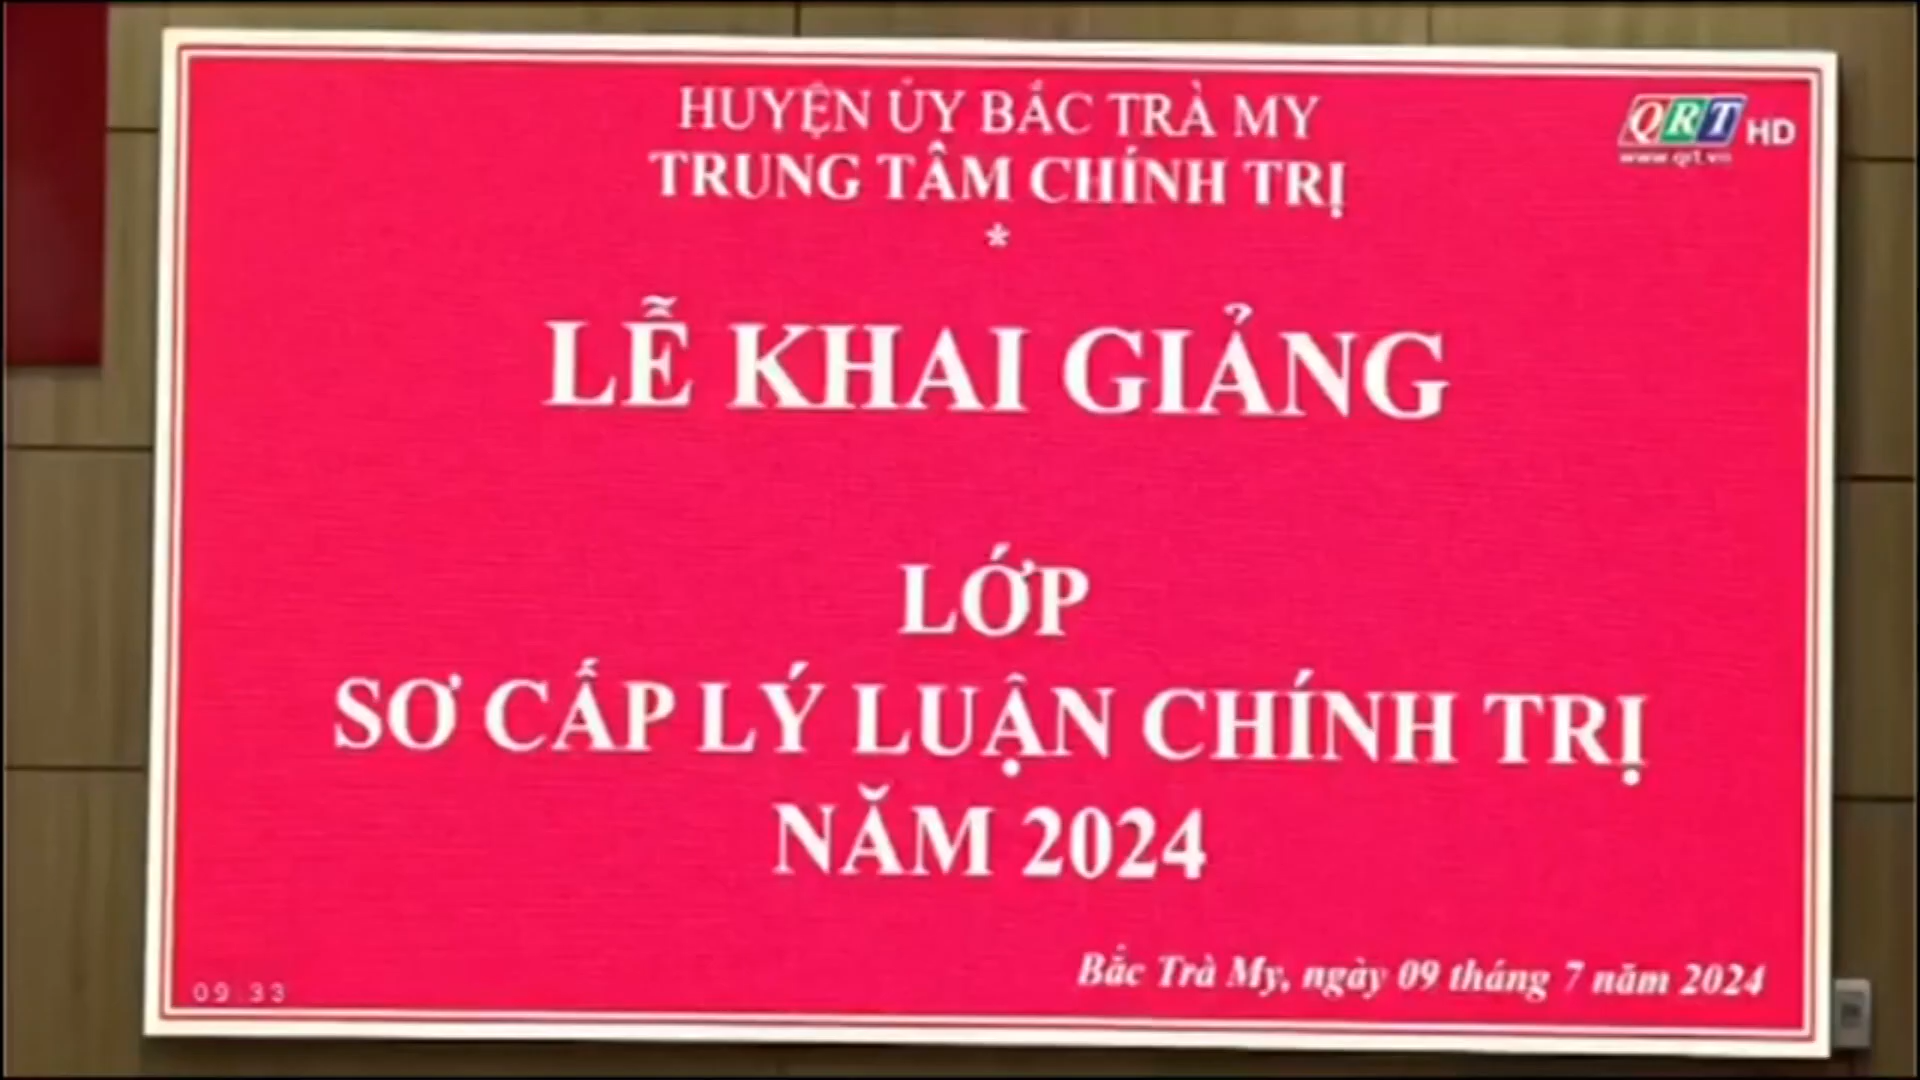 HUYỆN ỦY BẮC TRÀ MY
QRT HD
www.qrt.vn
TRUNG TÂM CHÍNH TRỊ
*
LỄ KHAI GIẢNG
LỚP
SƠ CẤP LÝ LUẬN CHÍNH TRỊ
NĂM 2024
Bắc Trà My, ngày 09 tháng 7 năm 2024
09:33